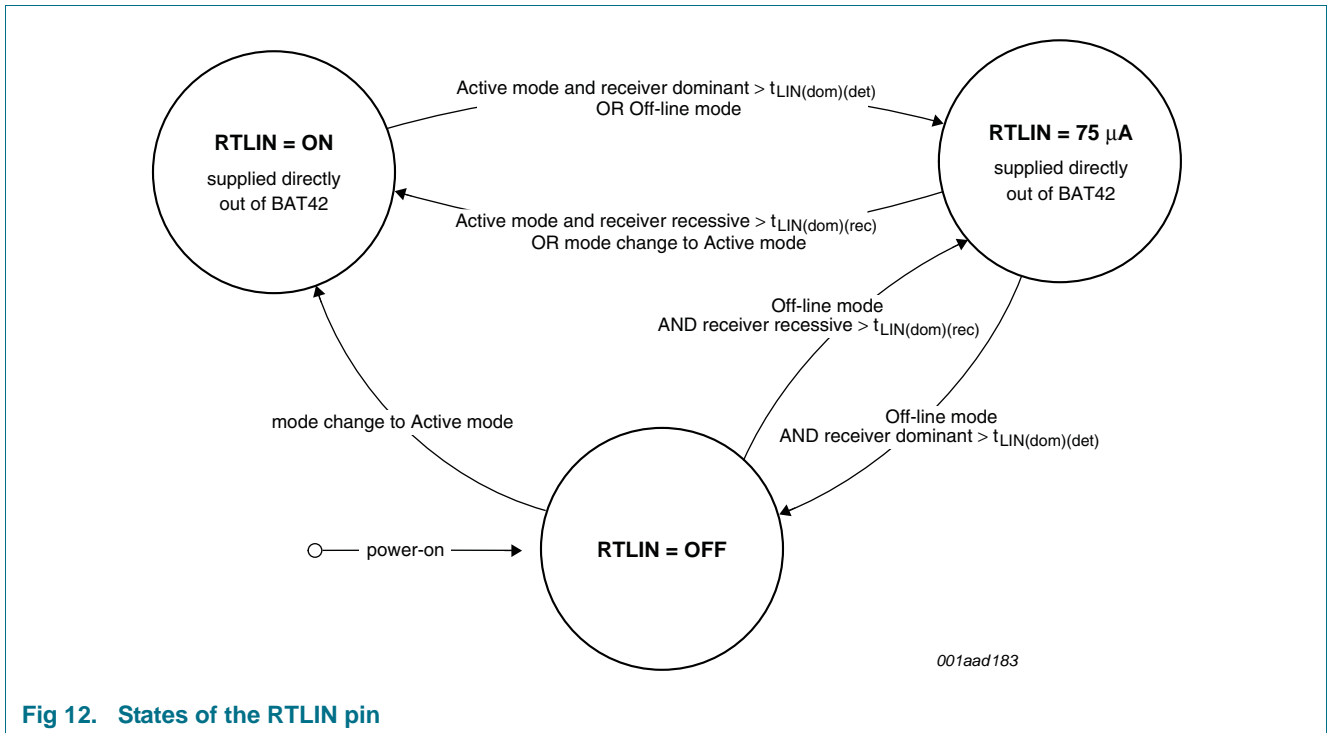 Active mode and receiver dominant > tLIN(dom)(det)
OR Off-line mode
RTLIN = ON
supplied directly
out of BAT42
RTLIN = 75 μA
supplied directly
out of BAT42
Active mode and receiver recessive > tLIN(dom)(rec)
OR mode change to Active mode
Off-line mode
AND receiver recessive > tLIN(dom)(rec)
mode change to Active mode
Off-line mode
AND receiver dominant > tLIN(dom)(det)
power-on
RTLIN = OFF
001aad183
Fig 12. States of the RTLIN pin